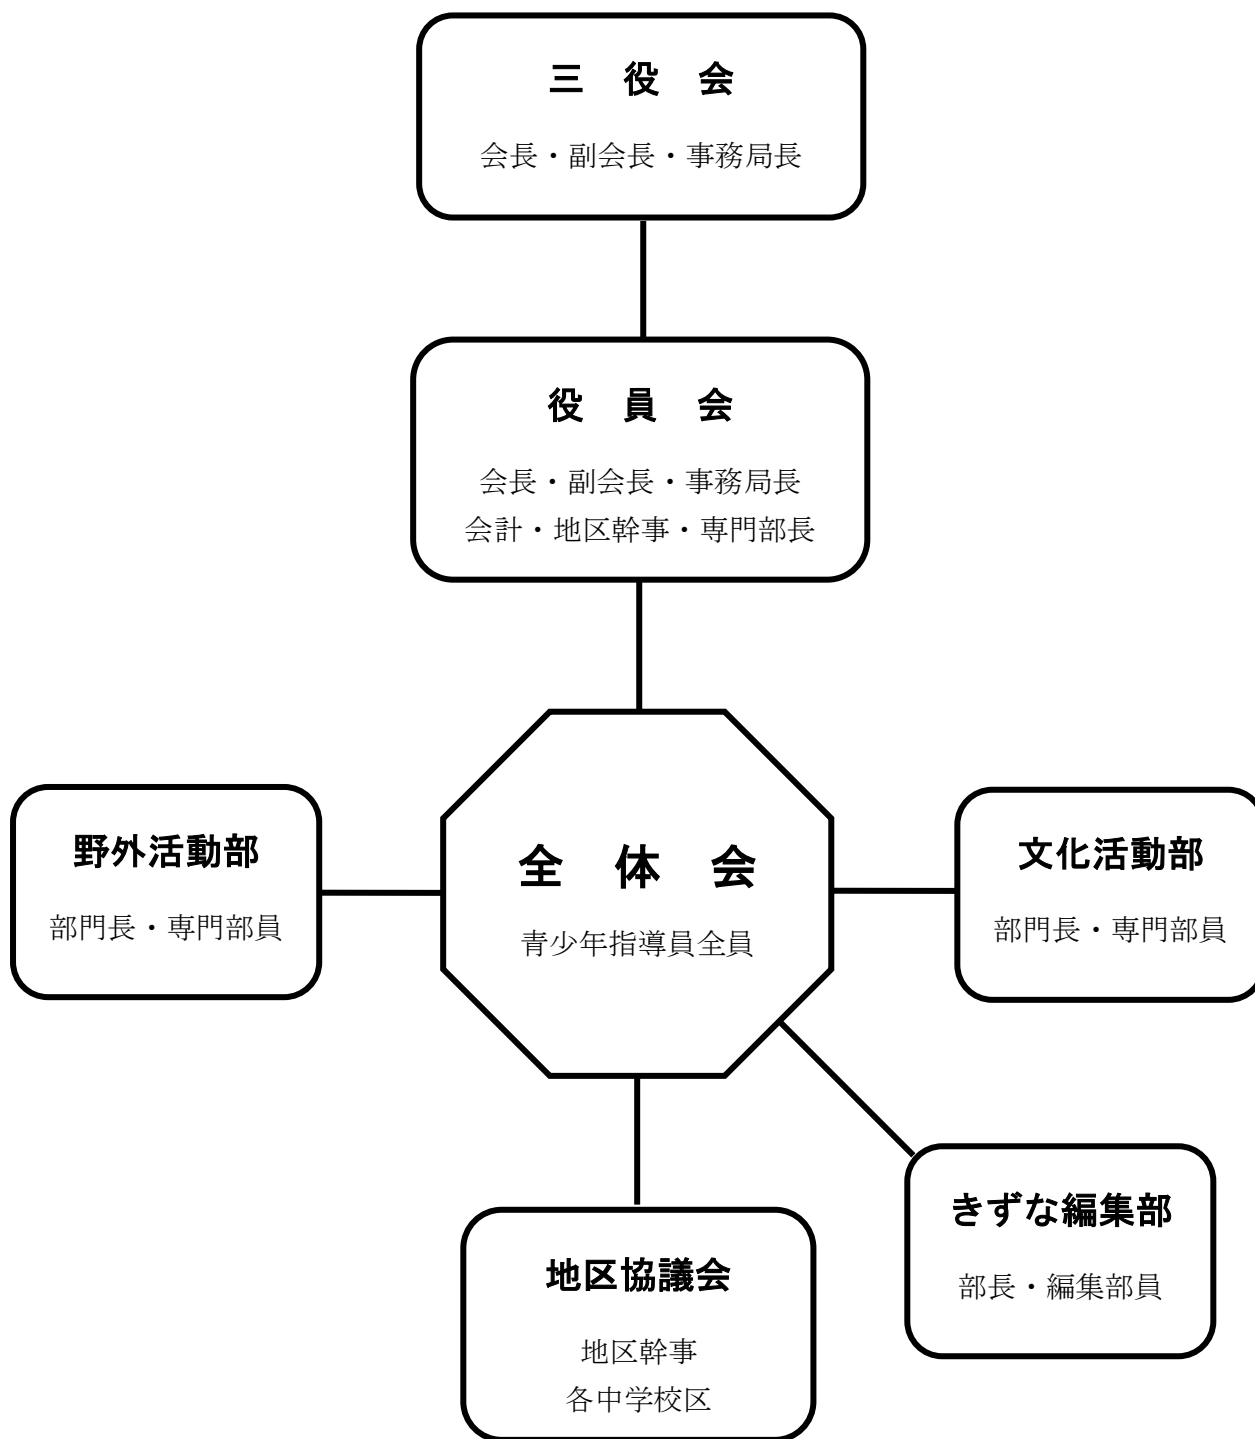 三　役　会
会長・副会長・事務局長
役　員　会
会長・副会長・事務局長
会計・地区幹事・専門部長
野外活動部
部門長・専門部員
全　体　会
青少年指導員全員
文化活動部
部門長・専門部員
きずな編集部
部長・編集部員
地区協議会
地区幹事
各中学校区